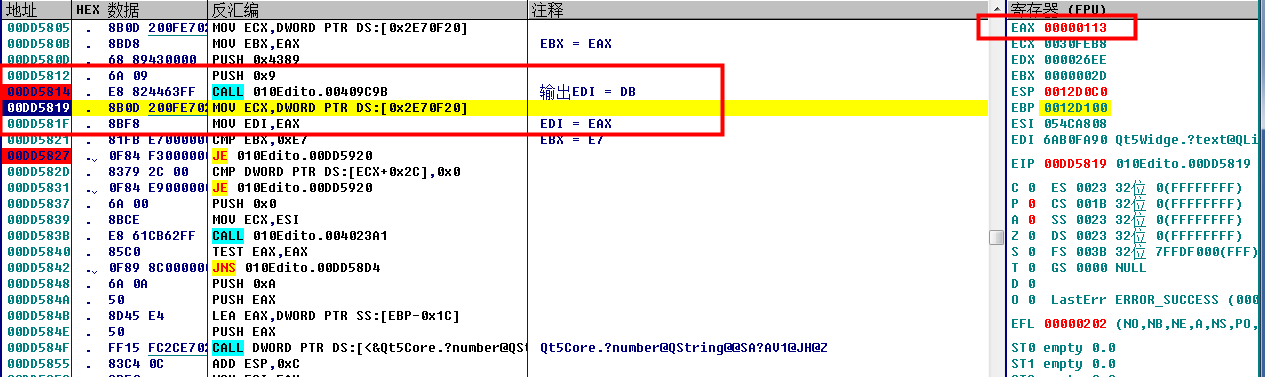 地址 HEX 数据 反汇编 注释 寄存器 (FPU)
00DD5805 . 8B0D 200FE702 MOV ECX,DWORD PTR DS:[0x2E70F20] EAX 00000113
00DD580B . 8BD8 MOV EBX,EAX EBX = EAX ECX 0030FEB8
00DD580D . 68 89430000 PUSH 0x4389 EDX 000026EE
00DD5812 . 6A 09 PUSH 0x9 EBX 0000002D
00DD5814 . E8 824463FF CALL 010Edito.00409C9B 输出EDI = DB ESP 0012D0C0
00DD5819 . 8B0D 200FE702 MOV ECX,DWORD PTR DS:[0x2E70F20] EBP 0012D100
00DD581F . 8BF8 MOV EDI,EAX EDI = EAX ESI 054CA808
00DD5821 . 81FB E7000000 CMP EBX,0xE7 EBX = E7 EDI 6AB0FA90 Qt5Widge.?text@QLi
00DD5827 .⌄ 0F84 F3000000 JE 010Edito.00DD5920
00DD582D . 8379 2C 00 CMP DWORD PTR DS:[ECX+0x2C],0x0 EIP 00DD5819 010Edito.00DD5819
00DD5831 .⌄ 0F84 E9000000 JE 010Edito.00DD5920
00DD5837 . 6A 00 PUSH 0x0 C 0 ES 0023 32位 0(FFFFFFFF)
00DD5839 . 8BCE MOV ECX,ESI P 0 CS 001B 32位 0(FFFFFFFF)
00DD583B . E8 61CB62FF CALL 010Edito.004023A1 A 0 SS 0023 32位 0(FFFFFFFF)
00DD5840 . 85C0 TEST EAX,EAX Z 0 DS 0023 32位 0(FFFFFFFF)
00DD5842 .⌄ 0F89 8C000000 JNS 010Edito.00DD58D4 S 0 FS 003B 32位 7FFDF000(FFF)
00DD5848 . 6A 0A PUSH 0xA T 0 GS 0000 NULL
00DD584A . 50 PUSH EAX D 0
00DD584B . 8D45 E4 LEA EAX,DWORD PTR SS:[EBP-0x1C] O 0 LastErr ERROR_SUCCESS (000
00DD584E . 50 PUSH EAX
00DD584F . FF15 FC2CE702 CALL DWORD PTR DS:[<&Qt5Core.?number@QSt Qt5Core.?number@QString@@SA?AV1@JH@Z EFL 00000202 (NO,NB,NE,A,NS,PO,
00DD5855 . 83C4 0C ADD ESP,0xC ST0 empty 0.0
ST1 empty 0.0